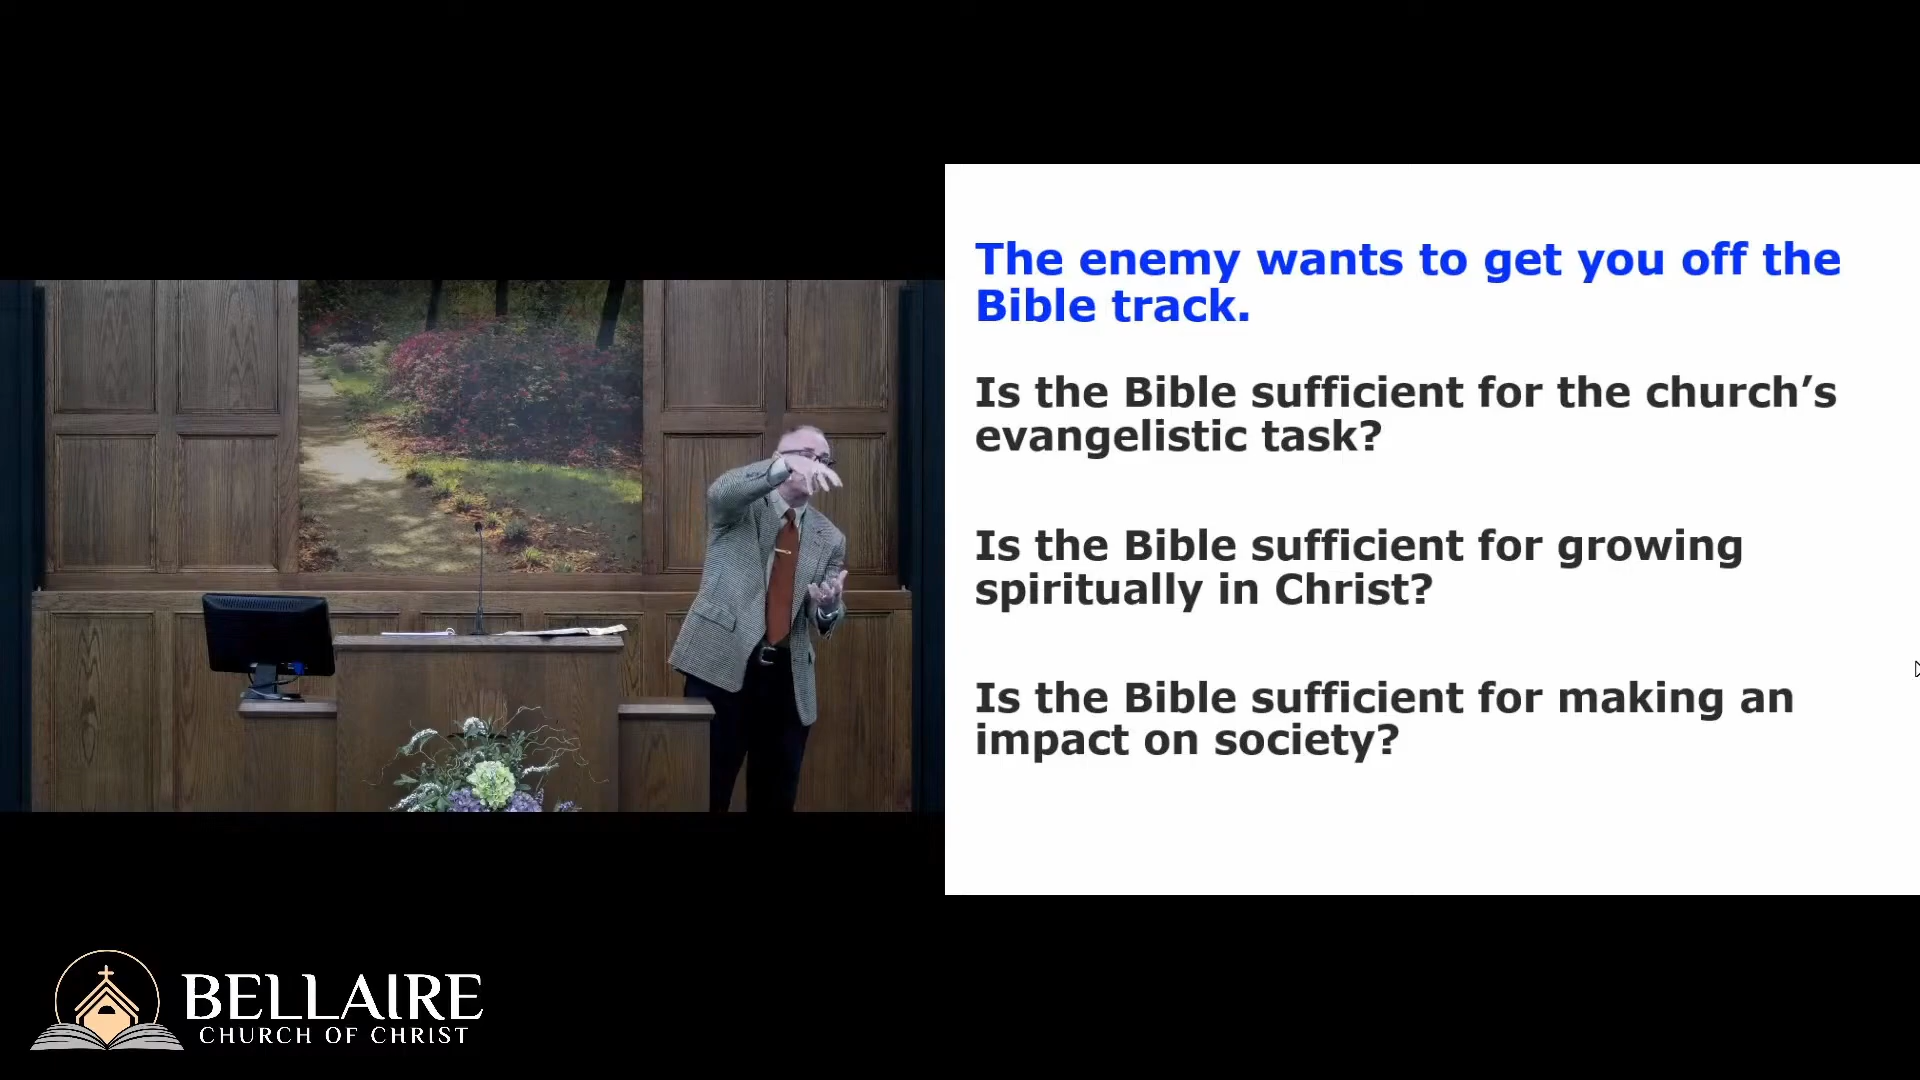 The enemy wants to get you off the
Bible track.
Is the Bible sufficient for the church’s
evangelistic task?
Is the Bible sufficient for growing
spiritually in Christ?
Is the Bible sufficient for making an
impact on society?
BELLAIRE
CHURCH OF CHRIST